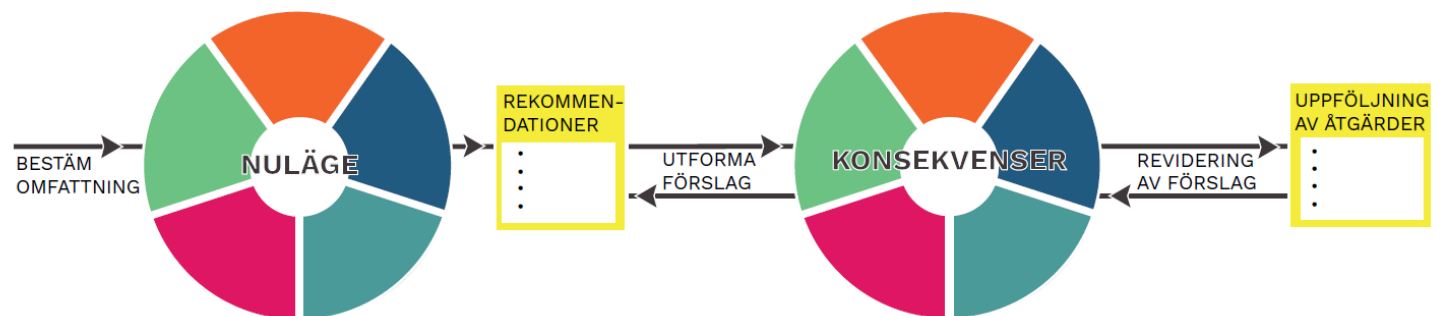 BESTÄM
OMFATTNING
NULÄGE
REKOMMEN-
DATIONER
UTFORMA
FÖRSLAG
KONSEKVENSER
REVIDERING
AV FÖRSLAG
UPPFÖLJNING
AV ÅTGÄRDER